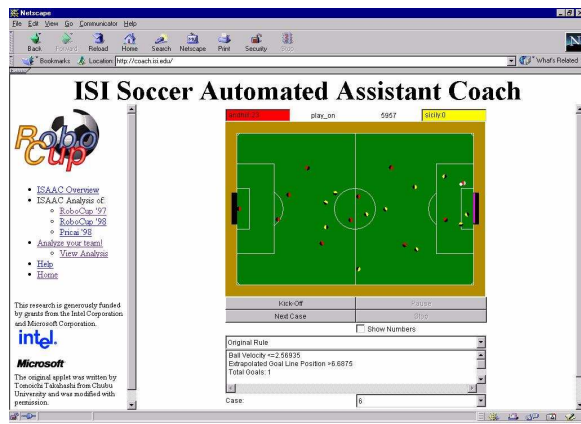 Netscape
File Edit View Go Communicator Help
Back Forward Reload Home Search Netscape Print Security Stop
Bookmarks Location: http://coach.isi.edu/ What's Related
ISI Soccer Automated Assistant Coach
play_on 5957 sicily:0
RoboCup
ISAAC Overview
ISAAC Analysis of:
RoboCup '97
RoboCup '98
Pricai '98
Analyze your team!
View Analysis
Help
Home
This research is generously funded
by grants from the Intel Corporation
and Microsoft Corporation.
intel.
Microsoft
The original applet was written by
Tomoichi Takahashi from Chubu
University and was modified with
permission.
Kick-Off Pause
Next Case Stop
Show Numbers
Original Rule
Ball Velocity <=2.56935
Extrapolated Goal Line Position >6.6875
Total Goals: 1
Case: 6